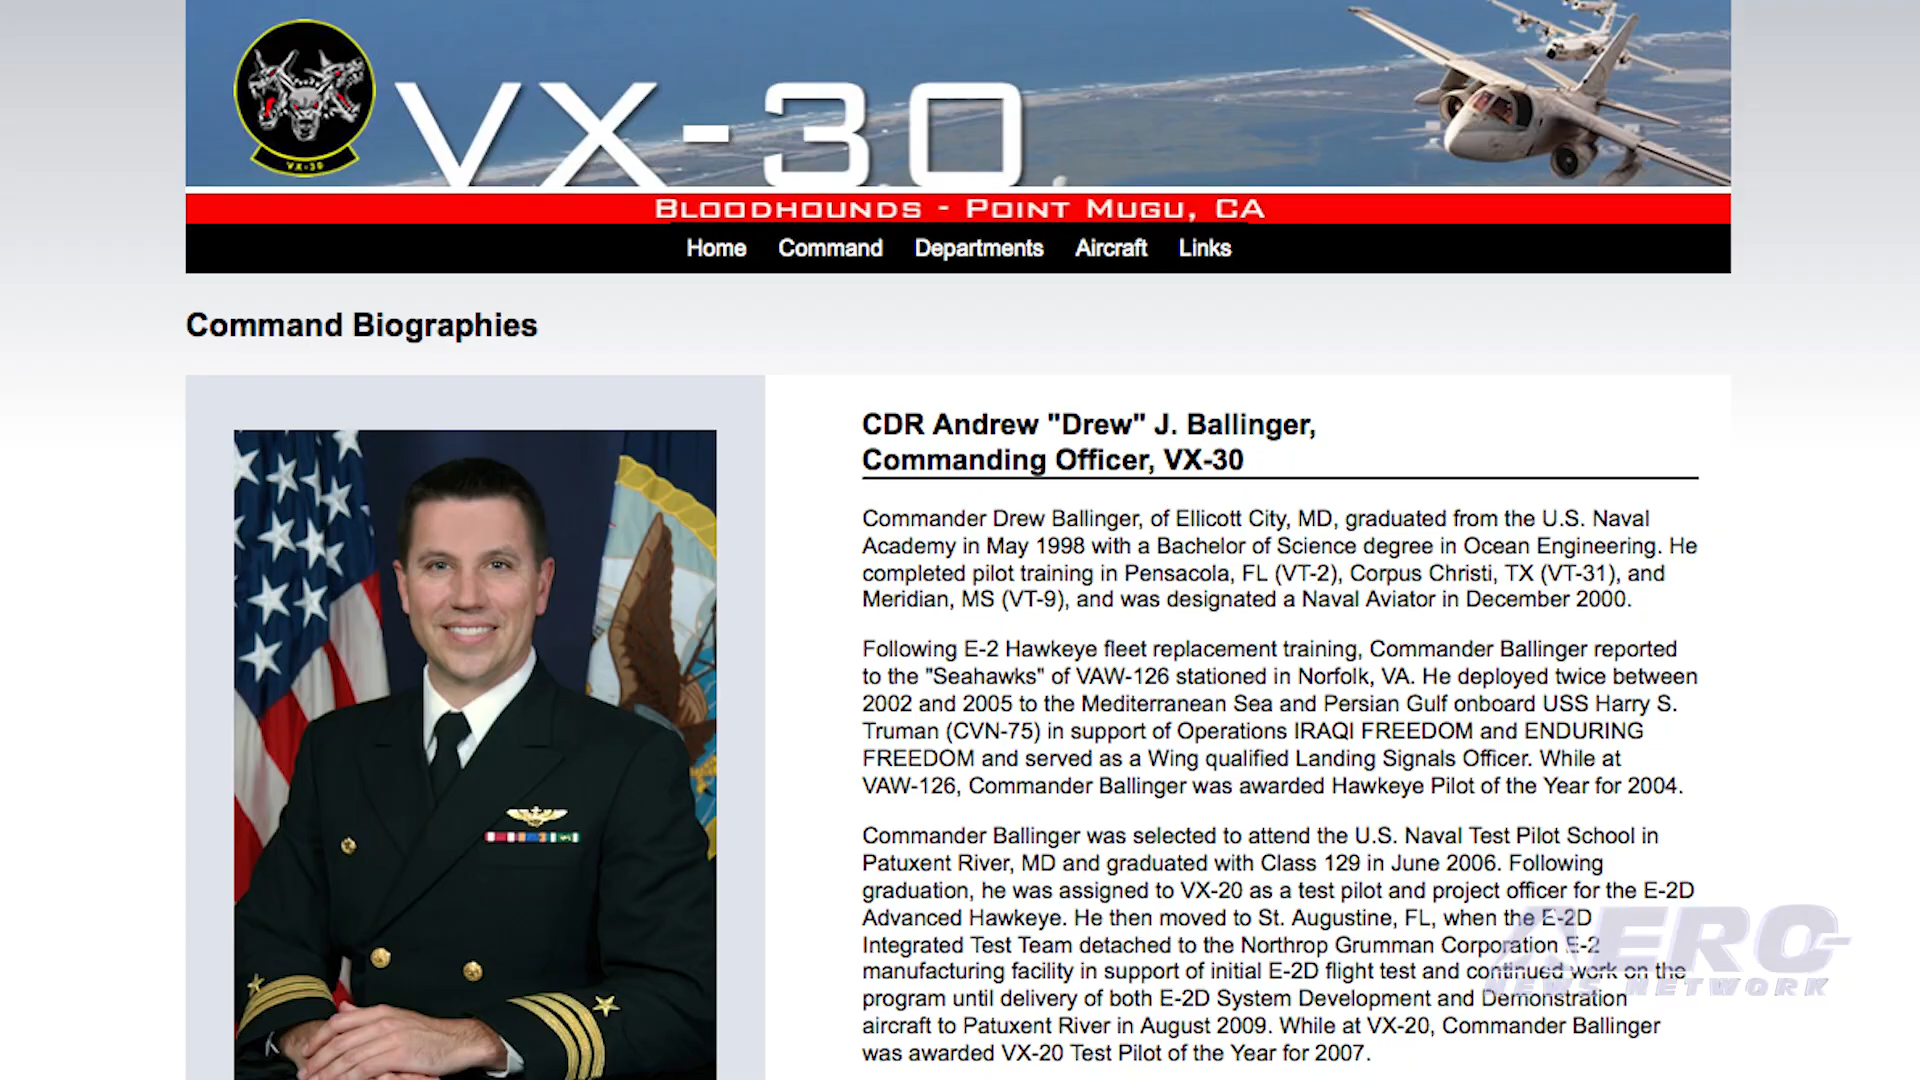 VX-30
VX-30
Bloodhounds - Point Mugu, CA
Home Command Departments Aircraft Links
Command Biographies
CDR Andrew "Drew" J. Ballinger,
Commanding Officer, VX-30
Commander Drew Ballinger, of Ellicott City, MD, graduated from the U.S. Naval
Academy in May 1998 with a Bachelor of Science degree in Ocean Engineering. He
completed pilot training in Pensacola, FL (VT-2), Corpus Christi, TX (VT-31), and
Meridian, MS (VT-9), and was designated a Naval Aviator in December 2000.
Following E-2 Hawkeye fleet replacement training, Commander Ballinger reported
to the "Seahawks" of VAW-126 stationed in Norfolk, VA. He deployed twice between
2002 and 2005 to the Mediterranean Sea and Persian Gulf onboard USS Harry S.
Truman (CVN-75) in support of Operations IRAQI FREEDOM and ENDURING
FREEDOM and served as a Wing qualified Landing Signals Officer. While at
VAW-126, Commander Ballinger was awarded Hawkeye Pilot of the Year for 2004.
Commander Ballinger was selected to attend the U.S. Naval Test Pilot School in
Patuxent River, MD and graduated with Class 129 in June 2006. Following
graduation, he was assigned to VX-20 as a test pilot and project officer for the E-2D
Advanced Hawkeye. He then moved to St. Augustine, FL, when the E-2D
Integrated Test Team detached to the Northrop Grumman Corporation E-2
manufacturing facility in support of initial E-2D flight test and continued work on the
program until delivery of both E-2D System Development and Demonstration
aircraft to Patuxent River in August 2009. While at VX-20, Commander Ballinger
was awarded VX-20 Test Pilot of the Year for 2007.
AERO-
NEWS NETWORK